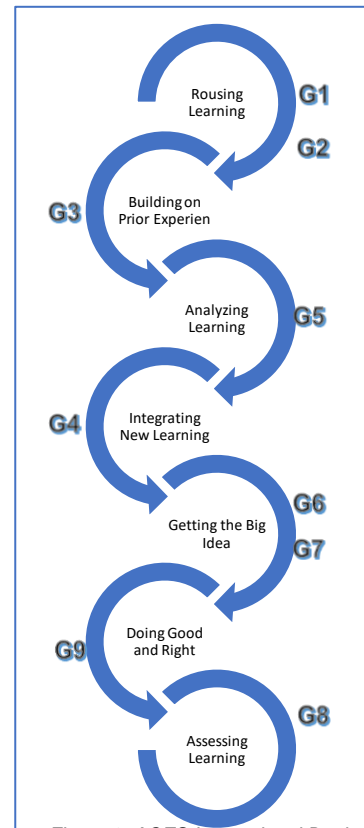 Rousing
Learning
G1
G2
G3
Building on
Prior Experien
Analyzing
Learning
G5
G4
Integrating
New Learning
G6
Getting the Big
Idea
G7
G9
Doing Good
and Right
G8
Assessing
Learning